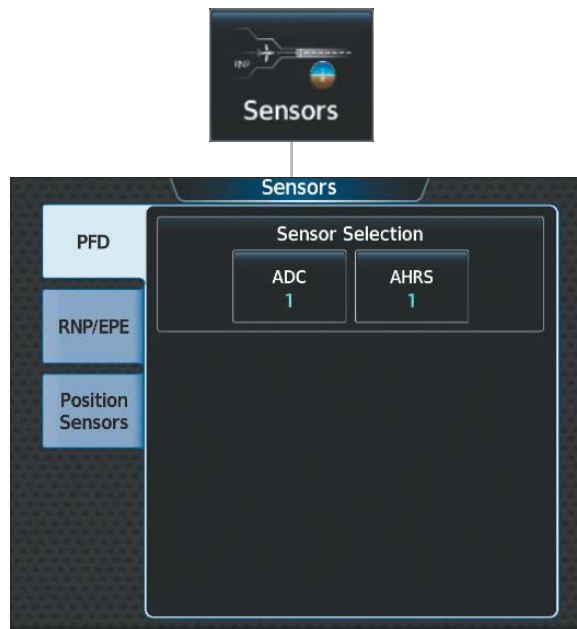 RNP
Sensors
Sensors
PFD
Sensor Selection
ADC
1
AHRS
1
RNP/EPE
Position
Sensors